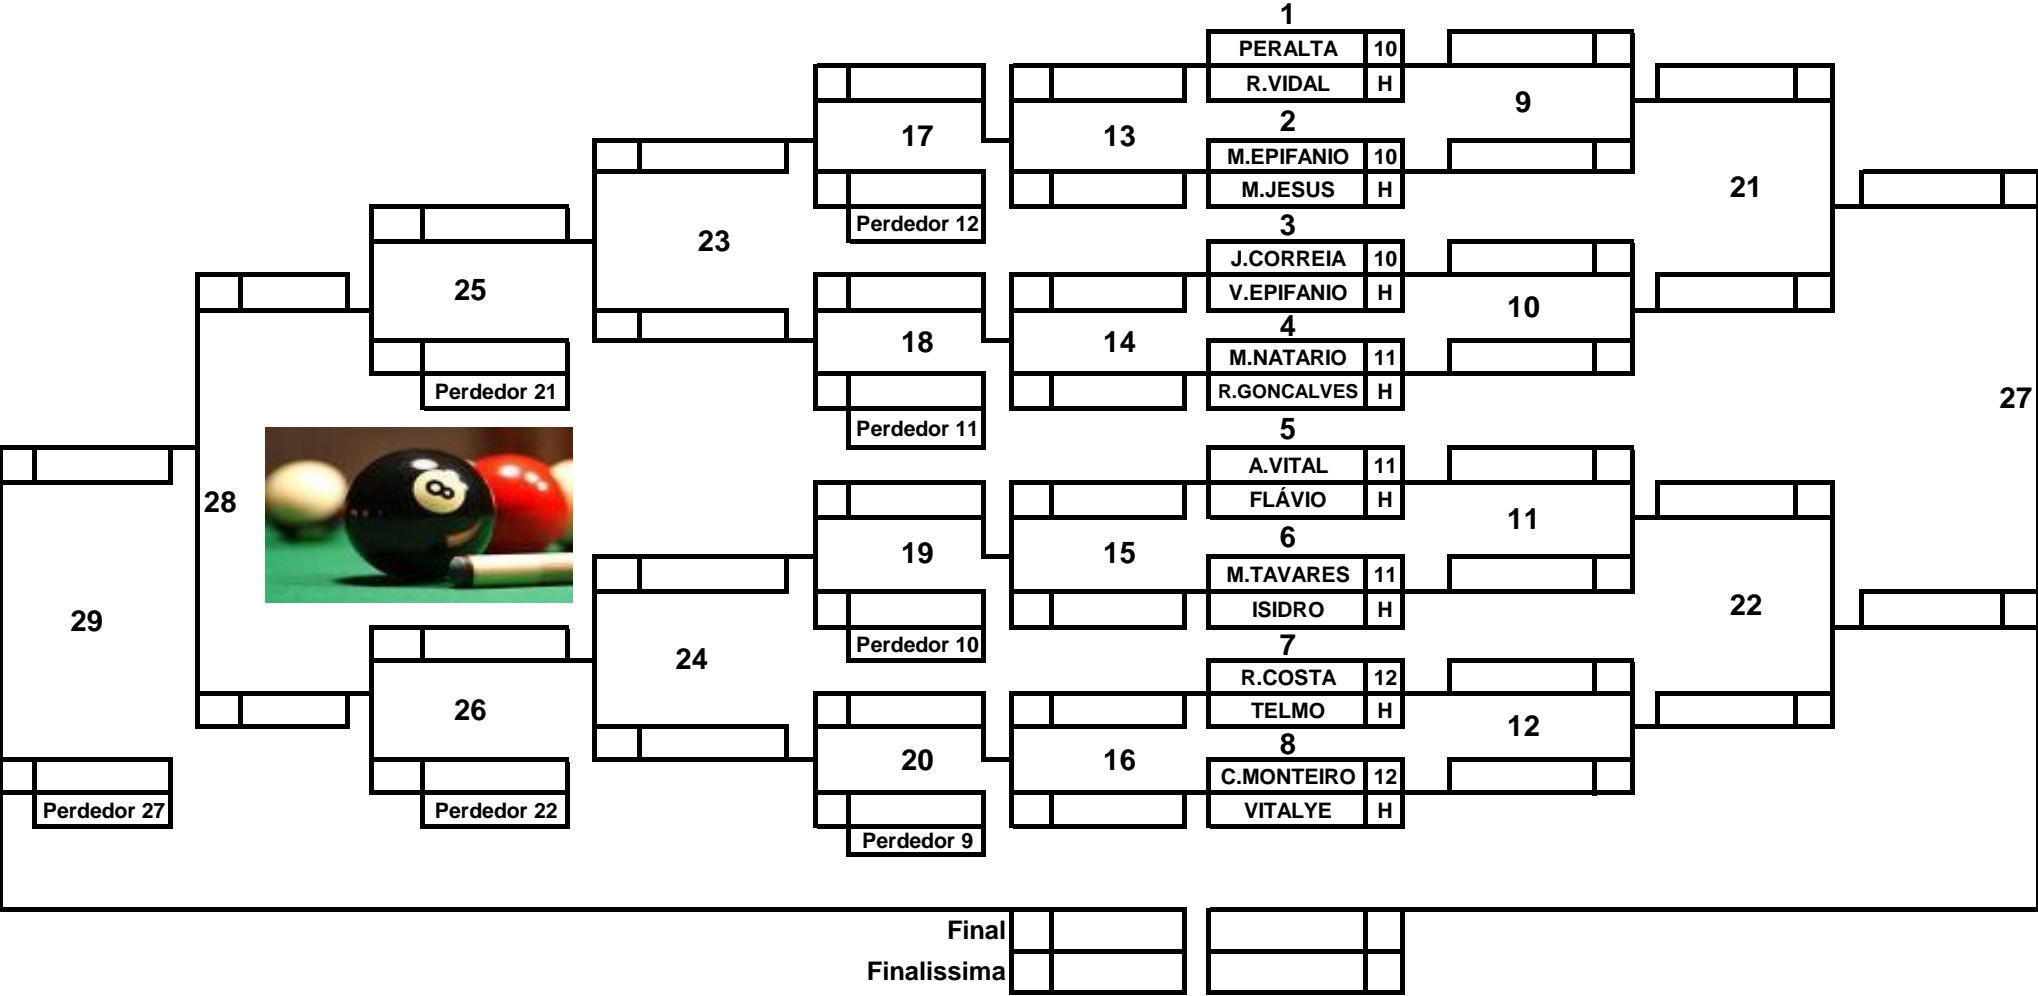 1
PERALTA 10
R.VIDAL H
9
17
13
2
M.EPIFANIO 10
M.JESUS H
21
Perdedor 12
3
23
J.CORREIA 10
V.EPIFANIO H
25
10
18
14
4
M.NATARIO 11
R.GONCALVES H
Perdedor 21
27
Perdedor 11
5
A.VITAL 11
FLÁVIO H
8
28
11
19
15
6
M.TAVARES 11
ISIDRO H
22
29
Perdedor 10
7
24
R.COSTA 12
TELMO H
26
12
20
16
8
C.MONTEIRO 12
VITALYE H
Perdedor 27
Perdedor 22
Perdedor 9
Final
Finalissima